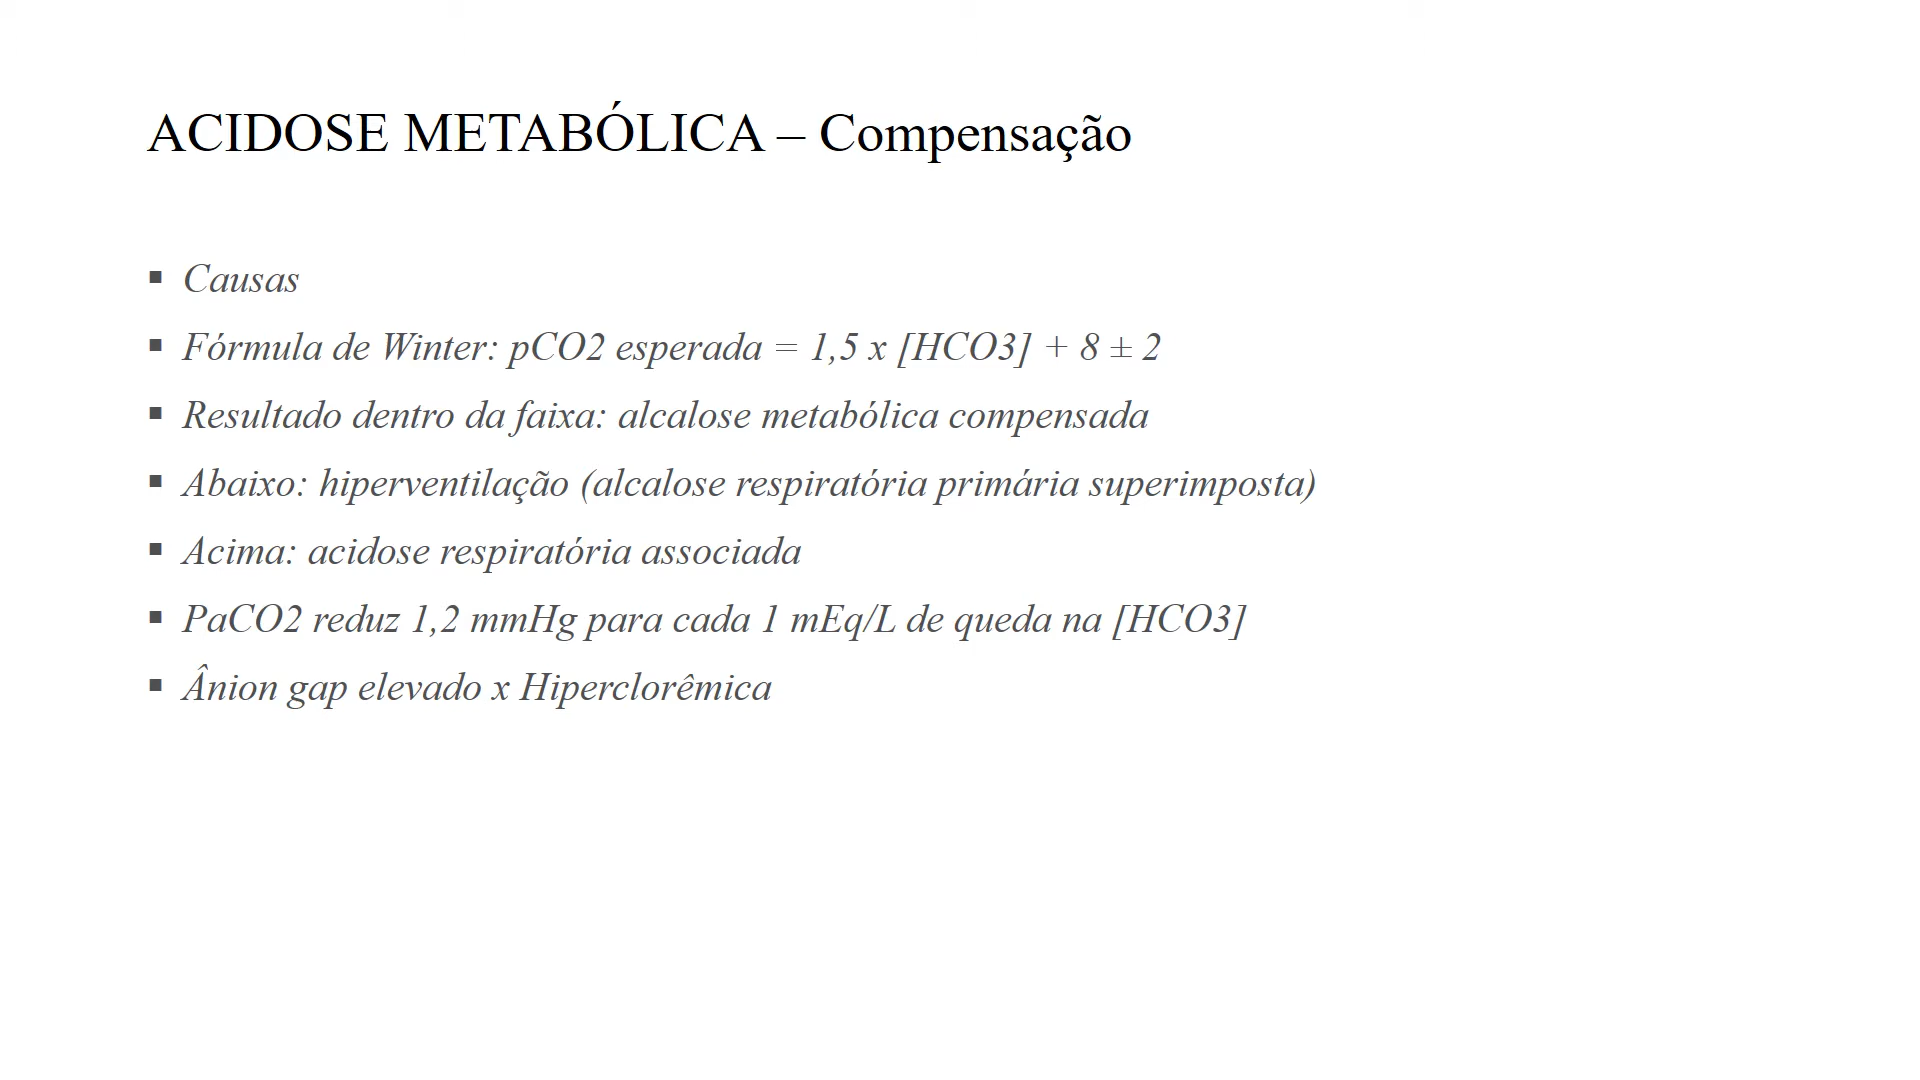 ACIDOSE METABÓLICA – Compensação
▪ Causas
▪ Fórmula de Winter: pCO2 esperada = 1,5 x [HCO3] + 8 ± 2
▪ Resultado dentro da faixa: alcalose metabólica compensada
▪ Abaixo: hiperventilação (alcalose respiratória primária superimposta)
▪ Acima: acidose respiratória associada
▪ PaCO2 reduz 1,2 mmHg para cada 1 mEq/L de queda na [HCO3]
▪ Ânion gap elevado x Hiperclorêmica